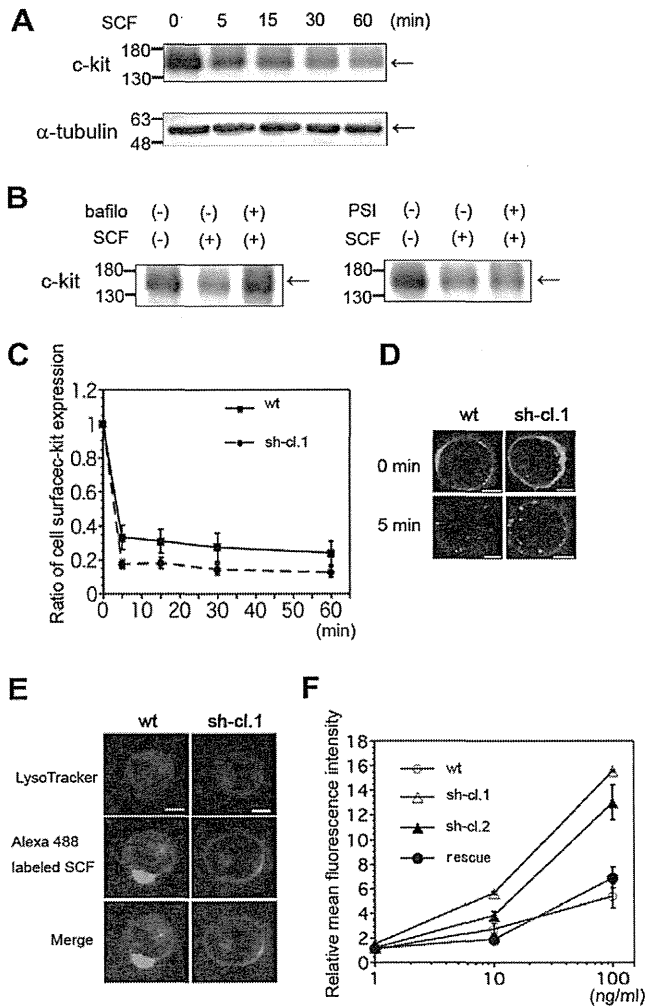 A
SCF 0 5 15 30 60 (min)
c-kit 180 130 ←
α-tubulin 63 48 ←
B
bafilo (-) (-) (+)
SCF (-) (+) (+)
c-kit 180 130 ←
PSI (-) (-) (+)
SCF (-) (+) (+)
180 130 ←
C
Ratio of cell surfacec-kit expression
1.2
1
0.8
0.6
0.4
0.2
0
0 10 20 30 40 50 60
(min)
wt
sh-cl.1
D
wt sh-cl.1
0 min
5 min
E
wt sh-cl.1
LysoTracker
Alexa 488
labeled SCF
Merge
F
Relative mean fluorescence intensity
18
16
14
12
10
8
6
4
2
0
1 10 100
(ng/ml)
wt
sh-cl.1
sh-cl.2
rescue